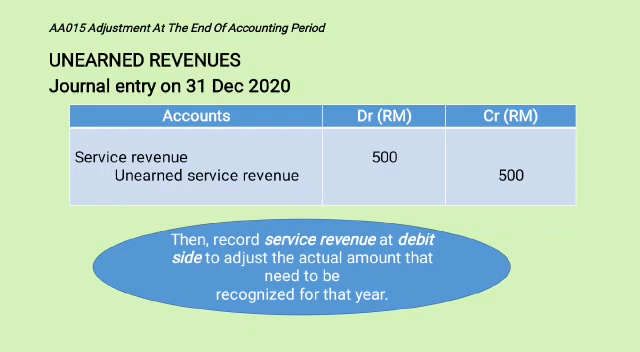 AA015 Adjustment At The End Of Accounting Period
UNEARNED REVENUES
Journal entry on 31 Dec 2020
Accounts Dr (RM) Cr (RM)
Service revenue 500
Unearned service revenue 500
Then, record service revenue at debit
side to adjust the actual amount that
need to be
recognized for that year.